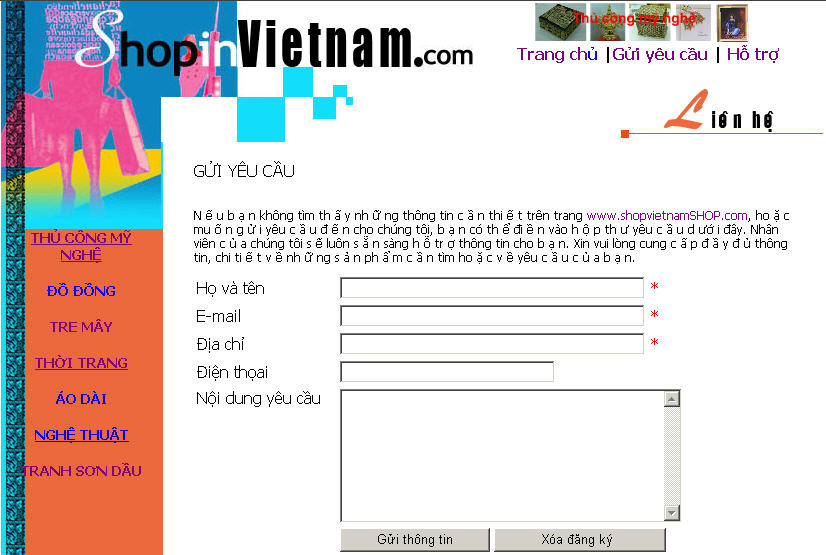 ShopinVietnam.com
Thủ công mỹ nghệ
Trang chủ | Gửi yêu cầu | Hỗ trợ
Liên hệ
THỦ CÔNG MỸ
NGHỆ
ĐỒ ĐỒNG
TRE MÂY
THỜI TRANG
ÁO DÀI
NGHỆ THUẬT
TRANH SƠN DẦU
GỬI YÊU CẦU
Nếu bạn không tìm thấy những thông tin cần thiết trên trang www.shopvietnamSHOP.com, hoặc
muốn gửi yêu cầu đến cho chúng tôi, bạn có thể điền vào hộp thư yêu cầu dưới đây. Nhân
viên của chúng tôi sẽ luôn sẵn sàng hỗ trợ thông tin cho bạn. Xin vui lòng cung cấp đầy đủ thông
tin, chi tiết về những sản phẩm cần tìm hoặc về yêu cầu của bạn.
Họ và tên *
E-mail *
Địa chỉ *
Điện thọai
Nội dung yêu cầu
Gửi thông tin
Xóa đăng ký